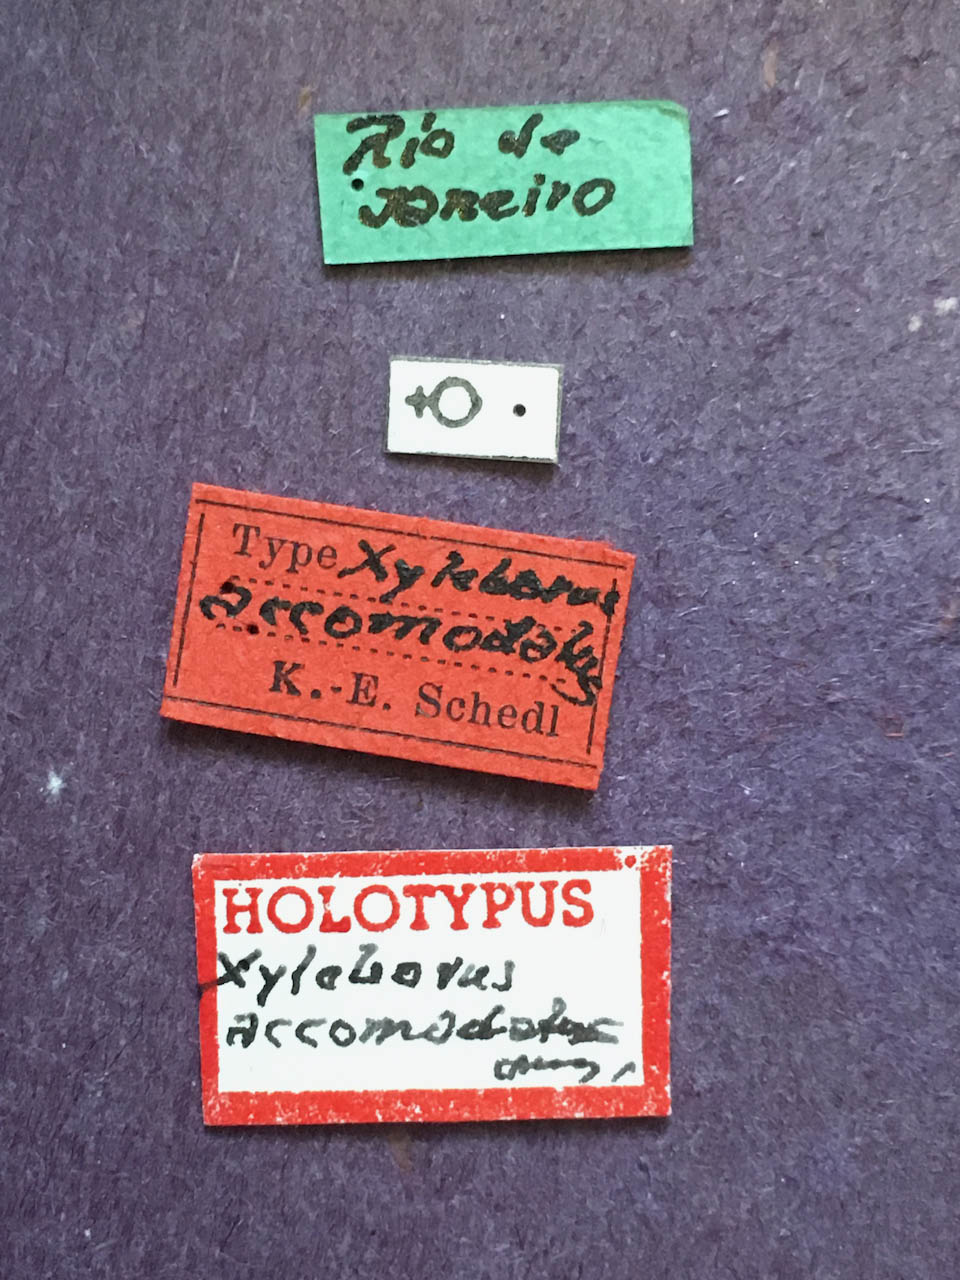 Rio de
Janeiro
♀
Type Xyleborus
accomodatus
K. E. Schedl
HOLOTYPUS
Xyleborus
accomodatus